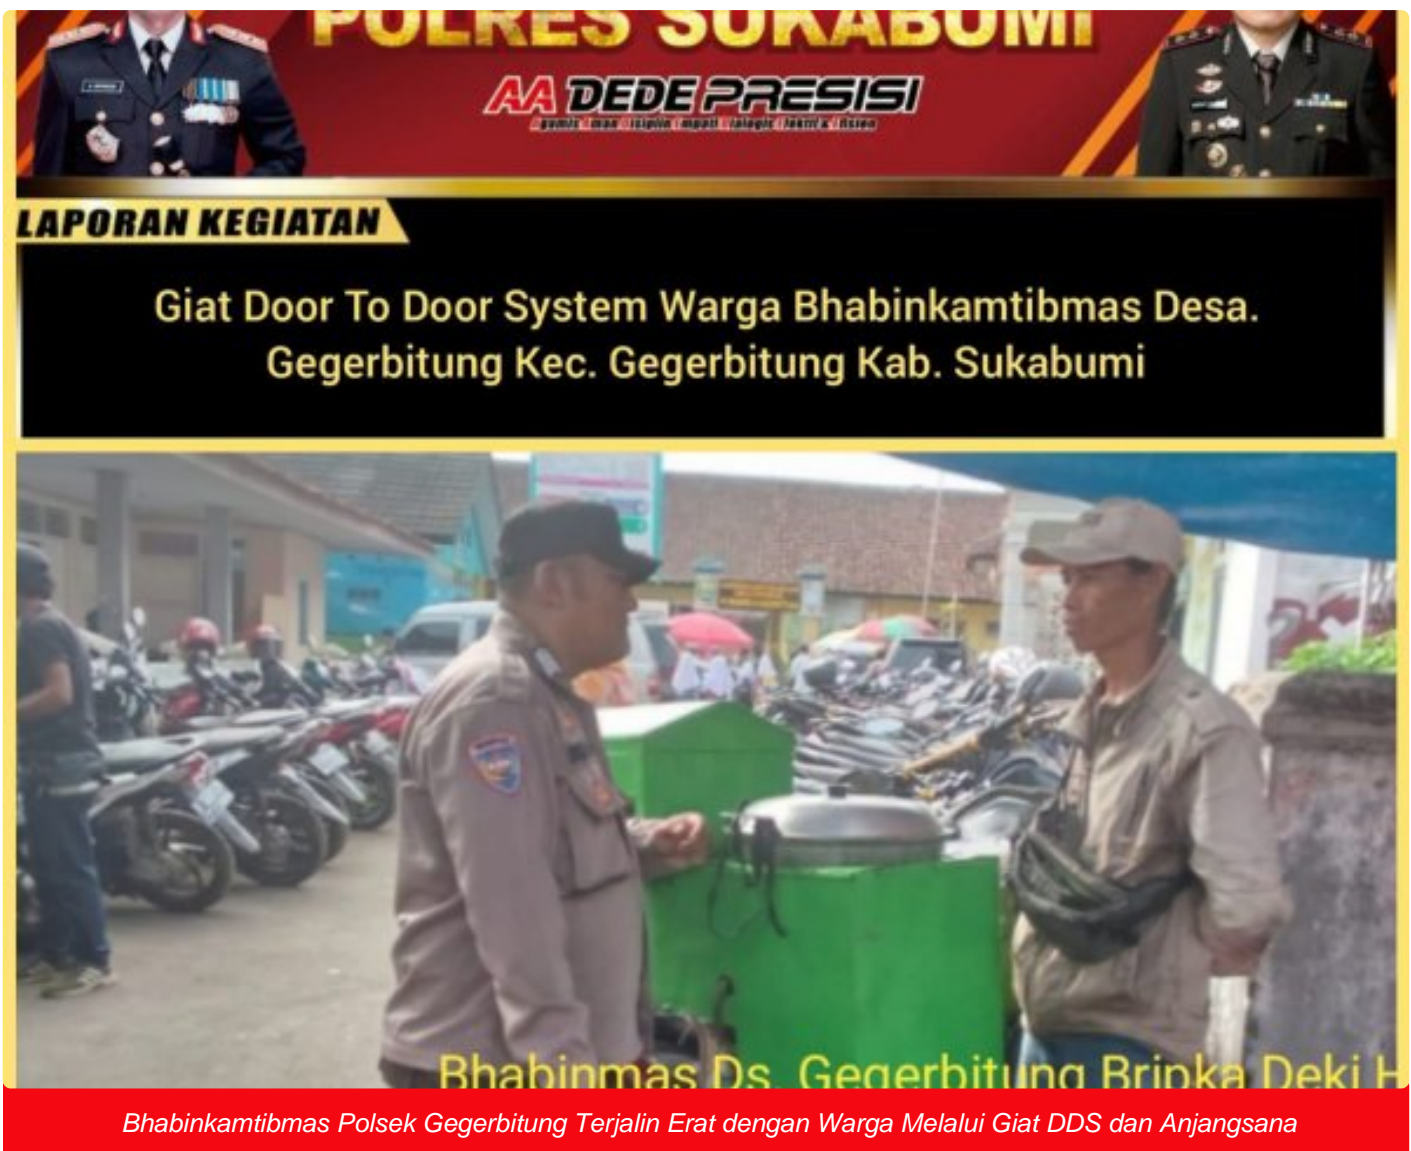 POLRES SUKABUMI
AA DEDE PRESISI
LAPORAN KEGIATAN
Giat Door To Door System Warga Bhabinkamtibmas Desa.
Gegerbitung Kec. Gegerbitung Kab. Sukabumi
Bhabinmas Ds. Gegerbitung Bripka Deki H
Bhabinkamtibmas Polsek Gegerbitung Terjalin Erat dengan Warga Melalui Giat DDS dan Anjangsana